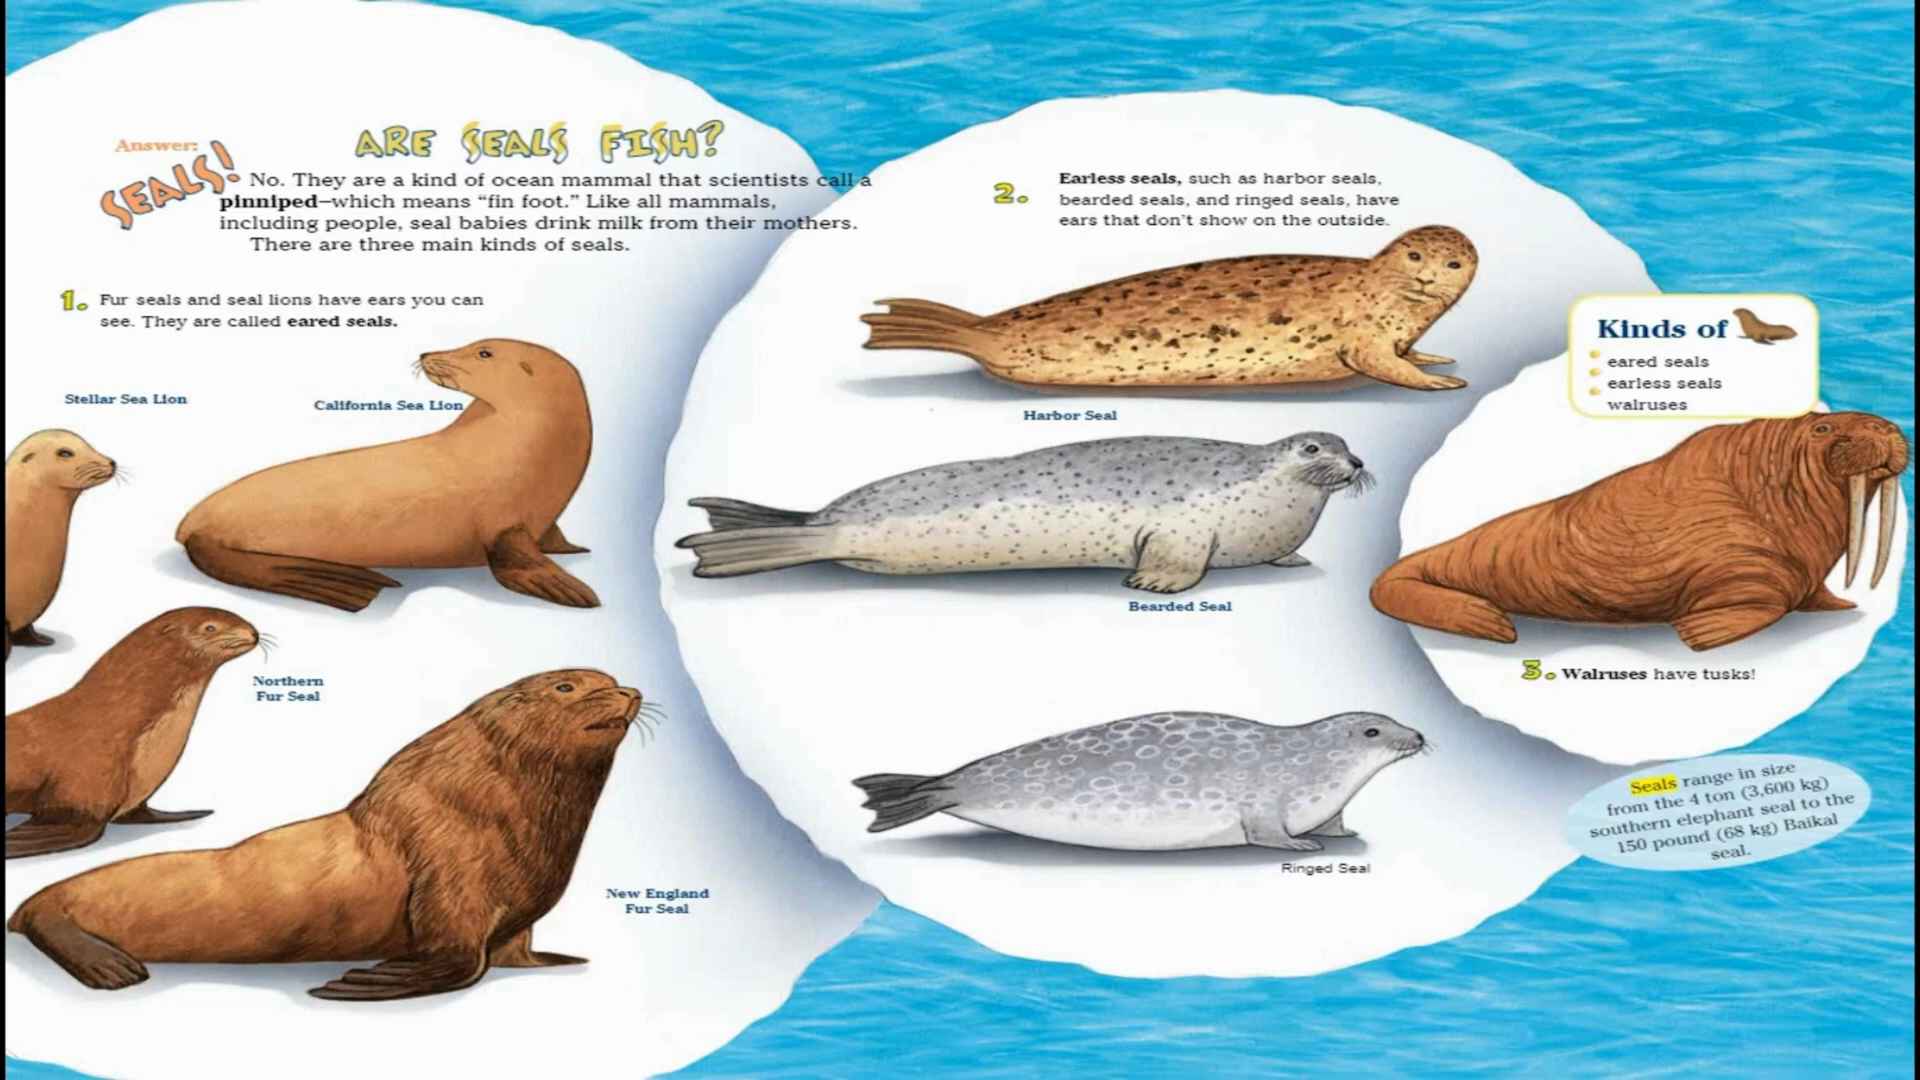 Answer:
SEALS!
ARE SEALS FISH?
No. They are a kind of ocean mammal that scientists call a
pinniped—which means “fin foot.” Like all mammals,
including people, seal babies drink milk from their mothers.
There are three main kinds of seals.
1. Fur seals and seal lions have ears you can
see. They are called eared seals.
Stellar Sea Lion
California Sea Lion
Northern
Fur Seal
New England
Fur Seal
2. Earless seals, such as harbor seals,
bearded seals, and ringed seals, have
ears that don’t show on the outside.
Harbor Seal
Bearded Seal
Ringed Seal
Kinds of
eared seals
earless seals
walruses
3. Walruses have tusks!
Seals range in size
from the 4 ton (3,600 kg)
southern elephant seal to the
150 pound (68 kg) Baikal
seal.